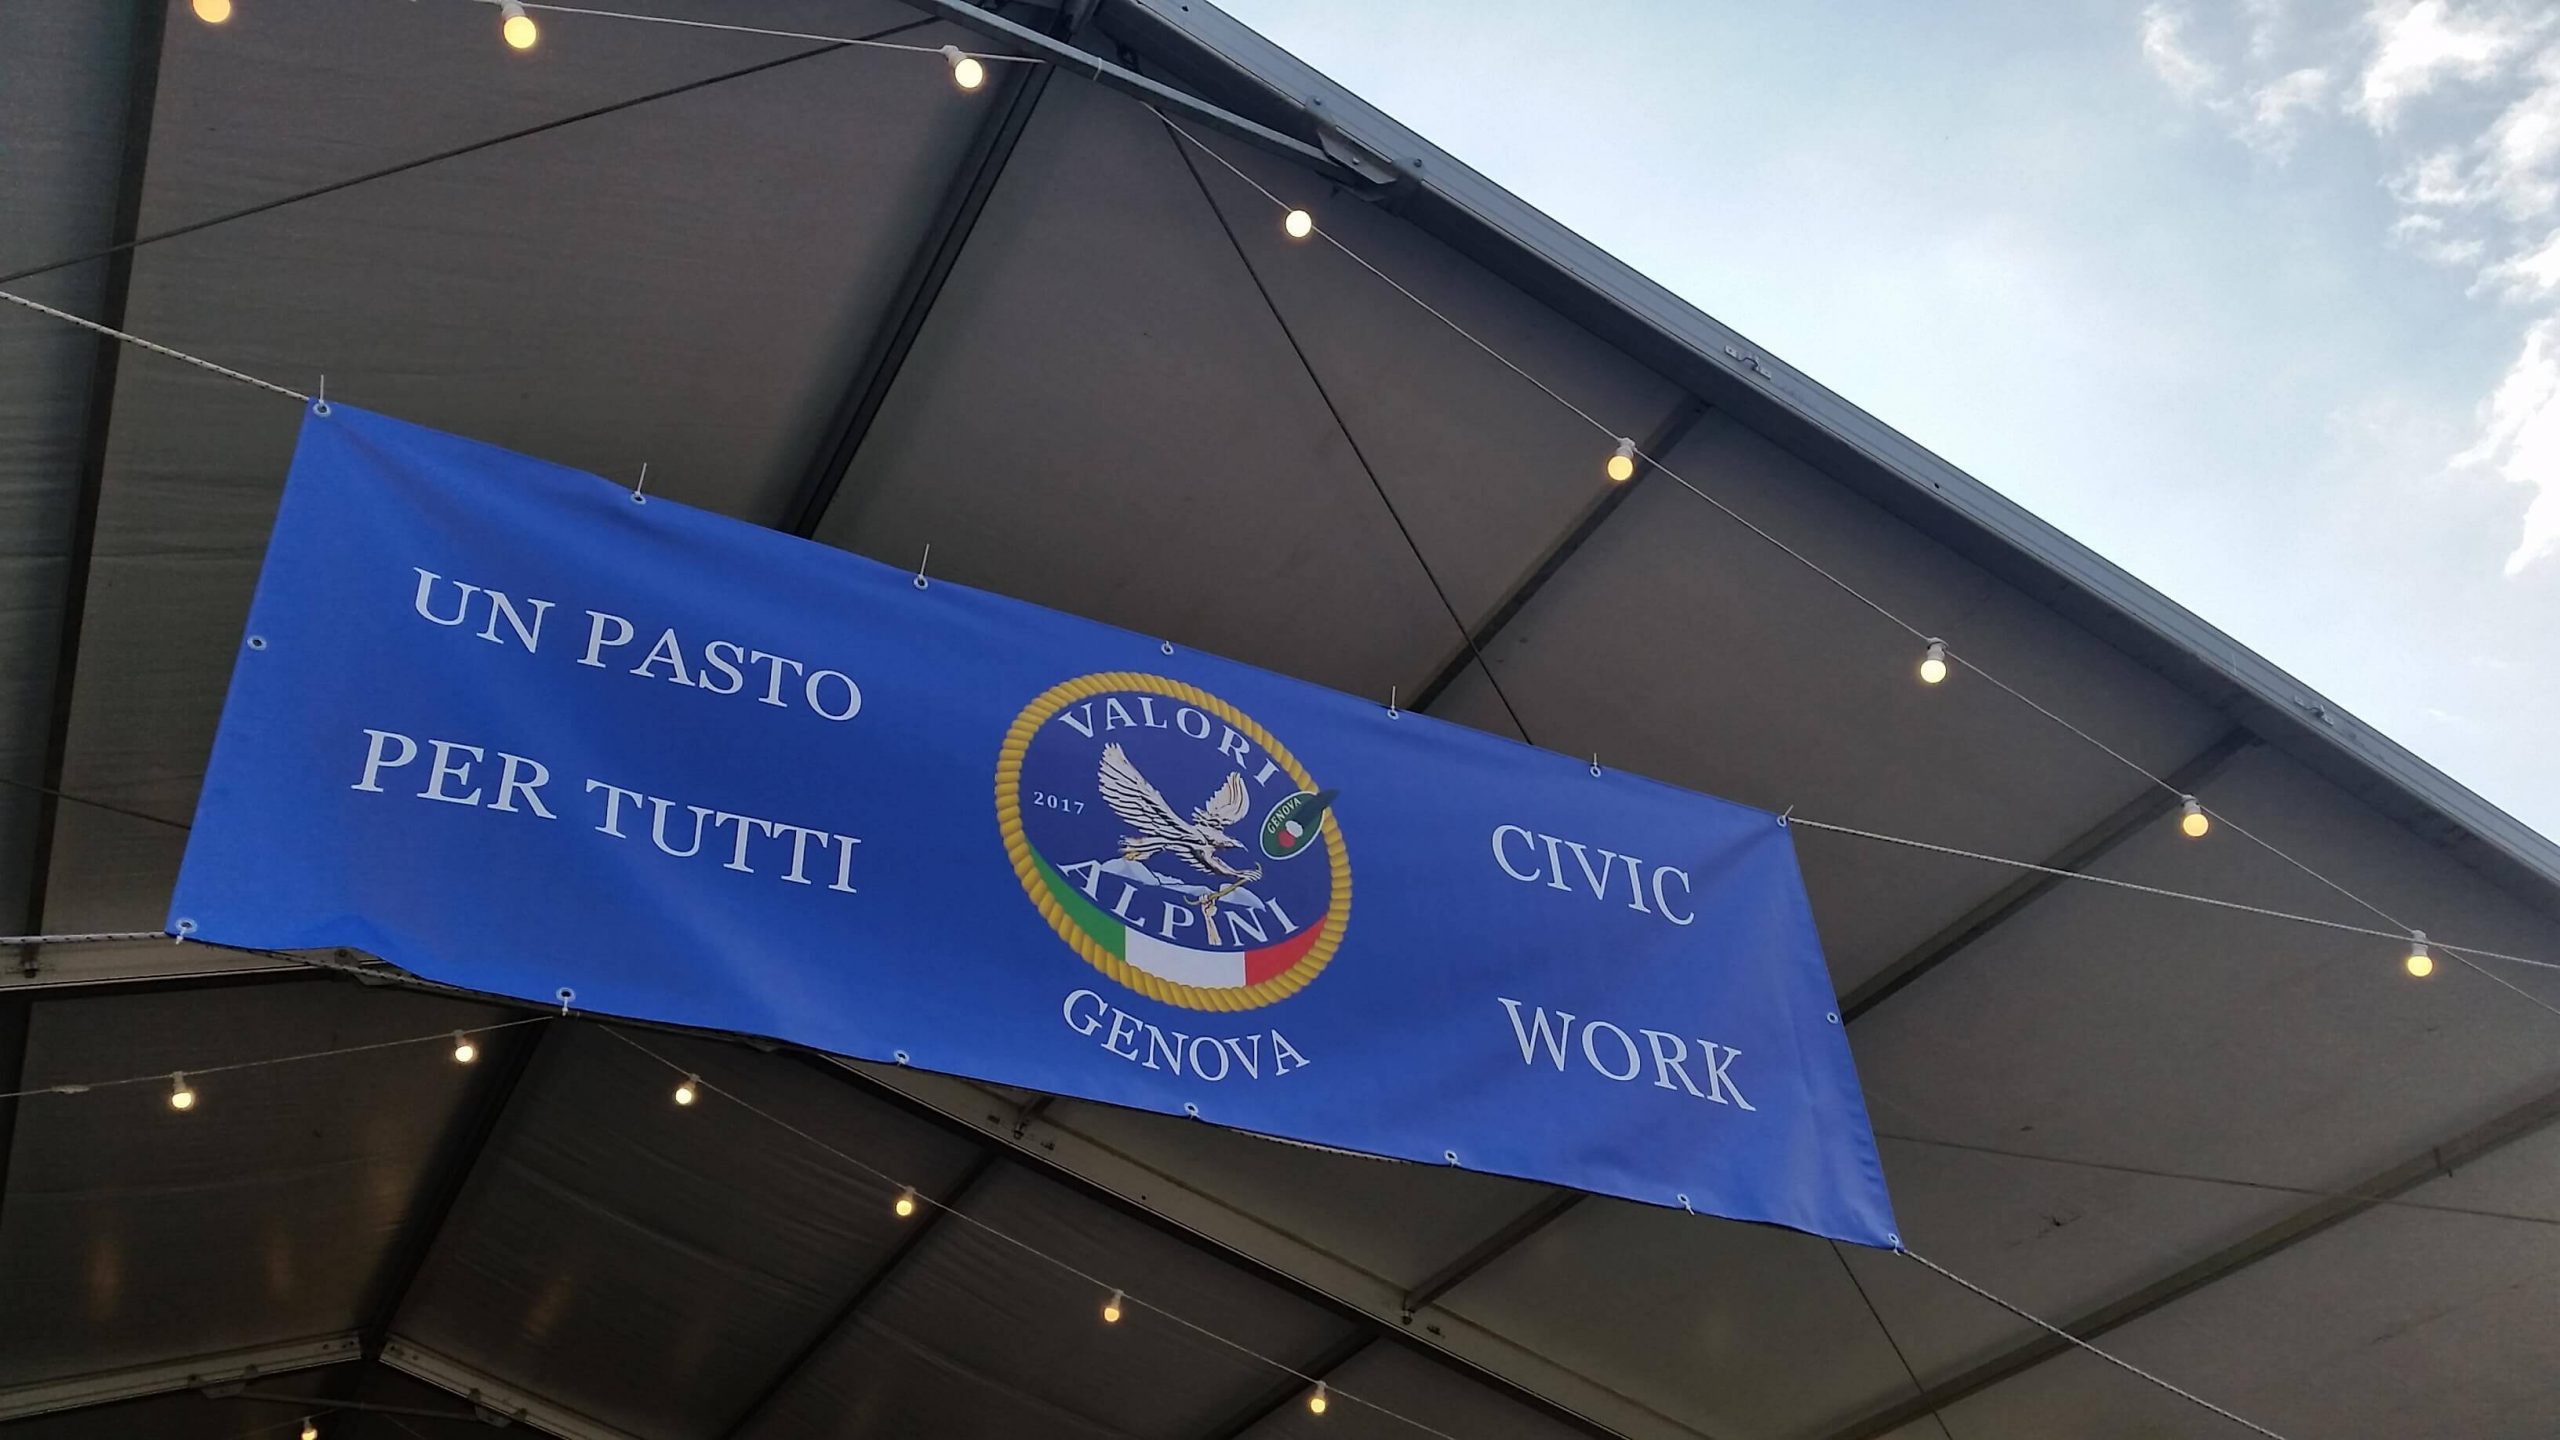 UN PASTO
PER TUTTI
VALORI
2017
GENOVA
ALPINI
GENOVA
CIVIC
WORK